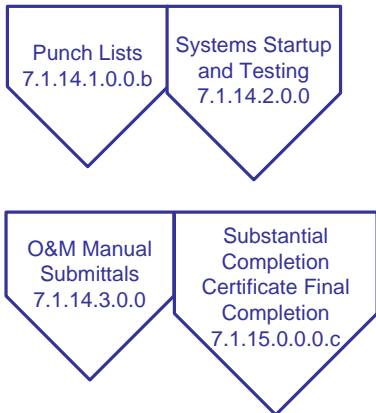 Punch Lists
7.1.14.1.0.0.b
Systems Startup
and Testing
7.1.14.2.0.0
O&M Manual
Submittals
7.1.14.3.0.0
Substantial
Completion
Certificate Final
Completion
7.1.15.0.0.0.c